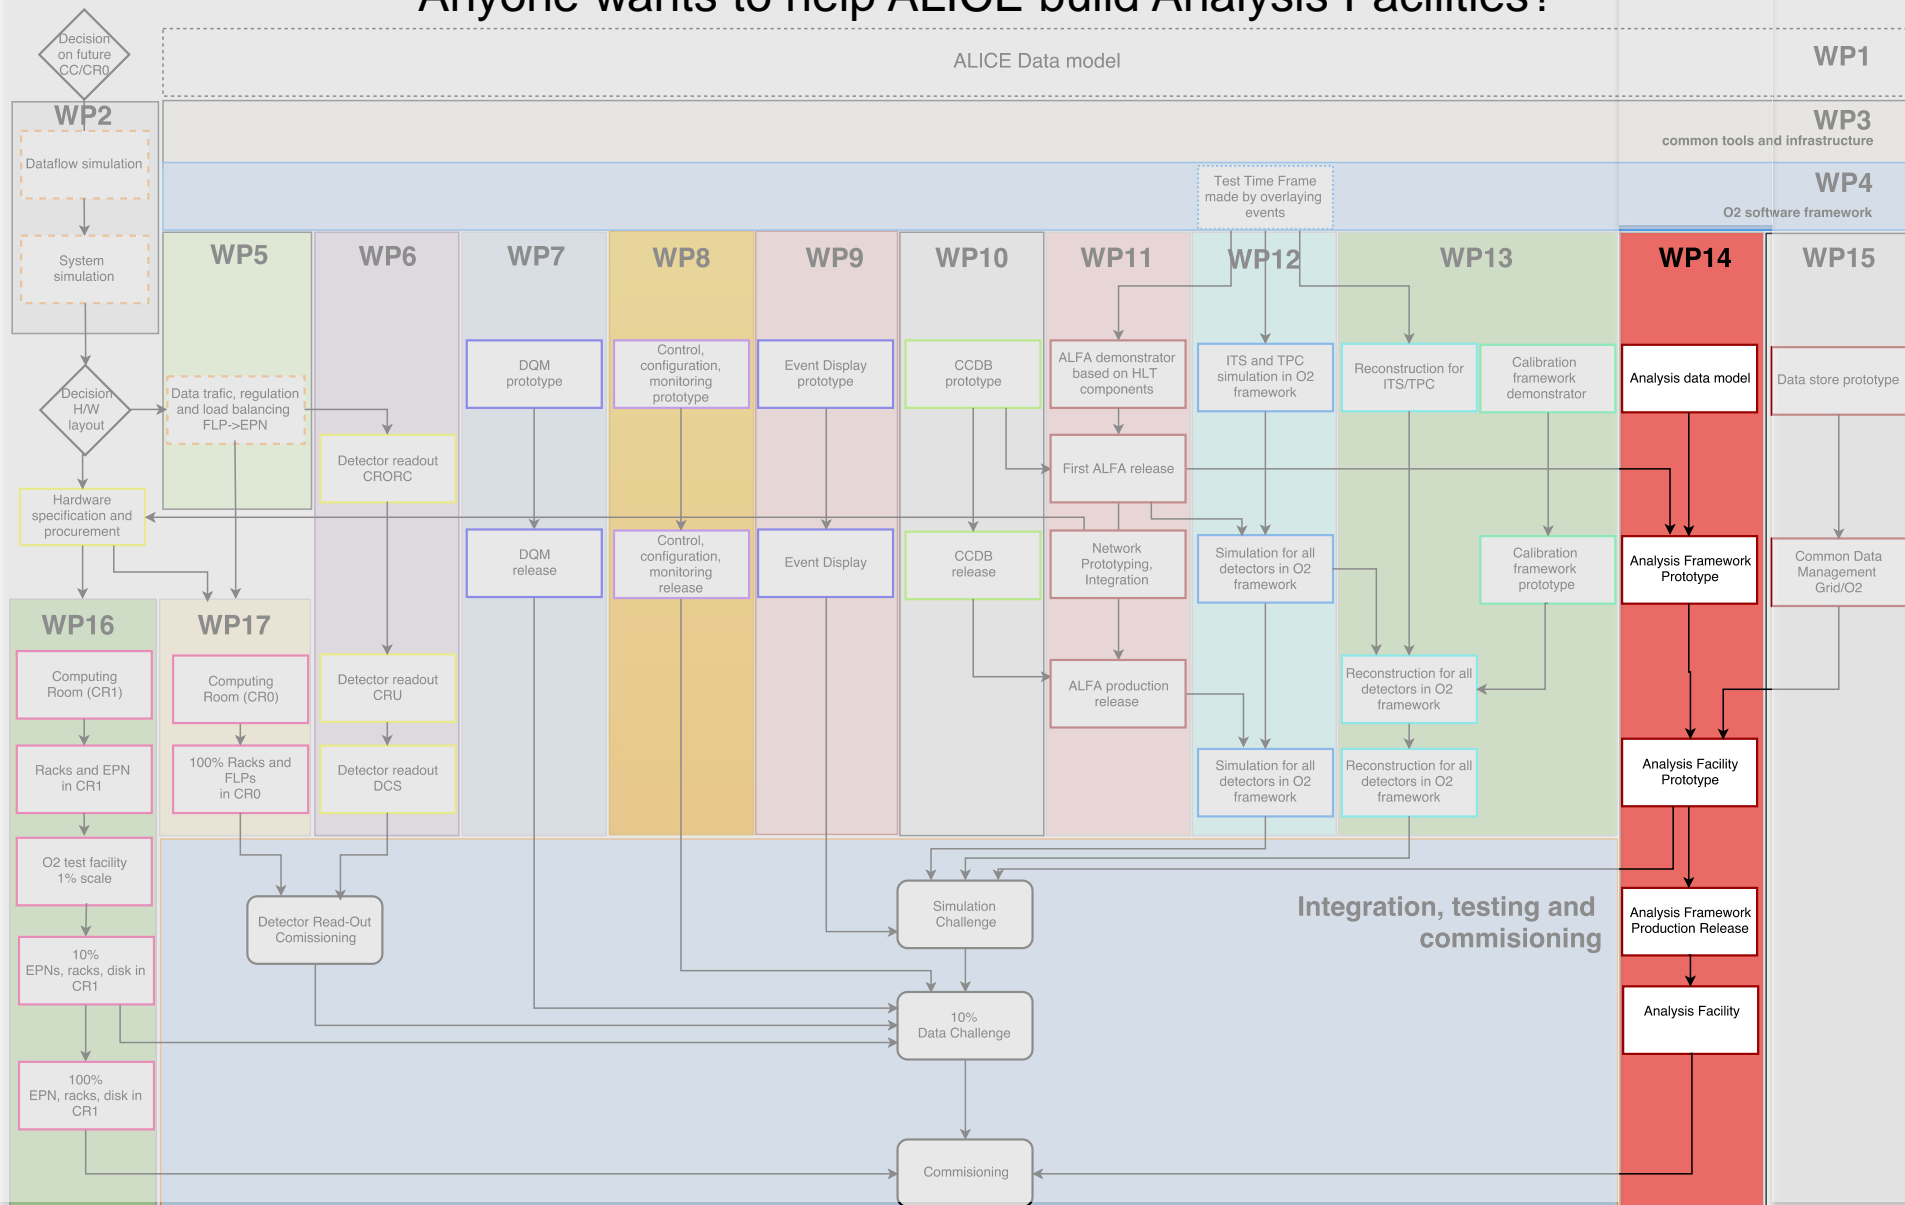 Anyone wants to help ALICE build Analysis Facilities?
Decision
on future
CC/CR0
ALICE Data model
WP1
WP2
WP3
common tools and infrastructure
Dataflow simulation
WP4
O2 software framework
Test Time Frame
made by overlaying
events
System
simulation
WP5
WP6
WP7
WP8
WP9
WP10
WP11
WP12
WP13
WP14
WP15
Decision
H/W
layout
Data trafic, regulation
and load balancing
FLP->EPN
Detector readout
CRORC
DQM
prototype
Control,
configuration,
monitoring
prototype
Event Display
prototype
CCDB
prototype
ALFA demonstrator
based on HLT
components
ITS and TPC
simulation in O2
framework
Reconstruction for
ITS/TPC
Calibration
framework
demonstrator
Analysis data model
Data store prototype
First ALFA release
Hardware
specification and
procurement
DQM
release
Control,
configuration,
monitoring
release
Event Display
CCDB
release
Network
Prototyping,
Integration
Simulation for all
detectors in O2
framework
Calibration
framework
prototype
Analysis Framework
Prototype
Common Data
Management
Grid/O2
WP16
WP17
Computing
Room (CR1)
Computing
Room (CR0)
Detector readout
CRU
ALFA production
release
Reconstruction for all
detectors in O2
framework
Racks and EPN
in CR1
100% Racks and
FLPs
in CR0
Detector readout
DCS
Simulation for all
detectors in O2
framework
Reconstruction for all
detectors in O2
framework
Analysis Facility
Prototype
O2 test facility
1% scale
Detector Read-Out
Comissioning
Simulation
Challenge
Integration, testing and
commisioning
Analysis Framework
Production Release
10%
EPNs, racks, disk in
CR1
10%
Data Challenge
Analysis Facility
100%
EPN, racks, disk in
CR1
Commisioning